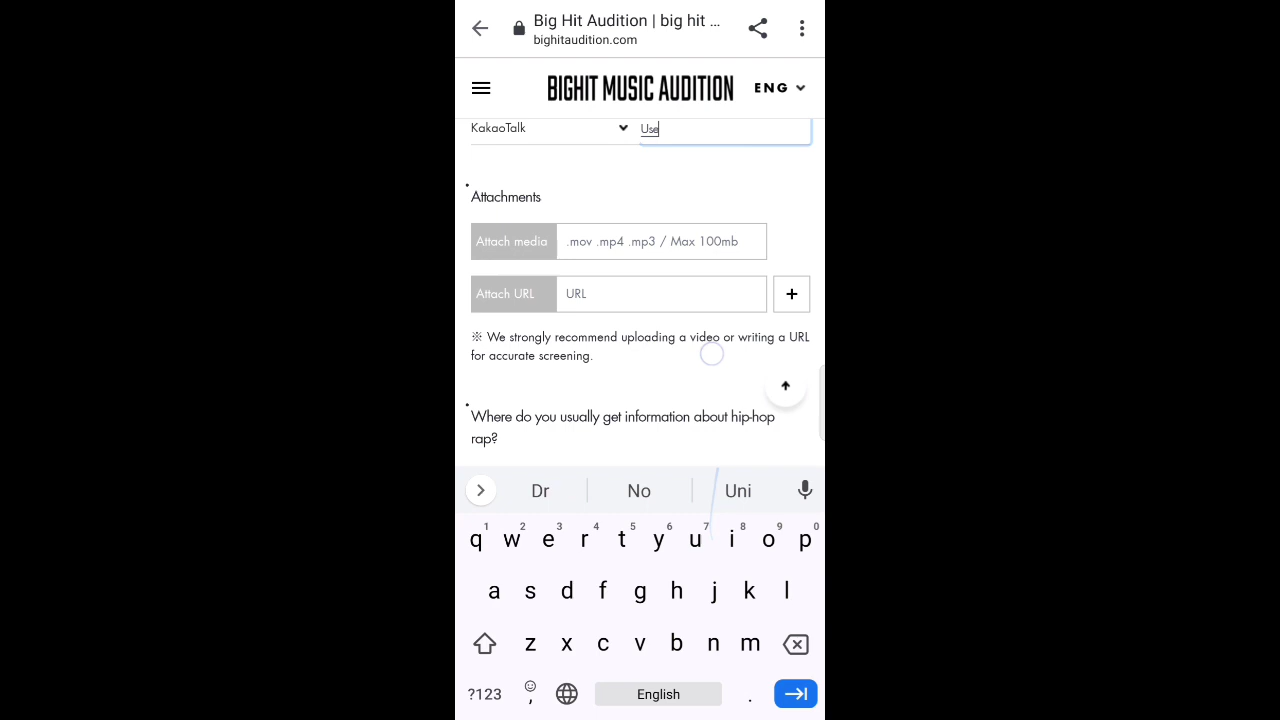 Big Hit Audition | big hit ...
bighitaudition.com
BIGHIT MUSIC AUDITION
ENG
KakaoTalk
Use
Attachments
Attach media
.mov .mp4 .mp3 / Max 100mb
Attach URL
URL
+
※ We strongly recommend uploading a video or writing a URL
for accurate screening.
Where do you usually get information about hip-hop
rap?
Dr
No
Uni
1 2 3 4 5 6 7 8 9 0
q w e r t y u i o p
a s d f g h j k l
z x c v b n m
?123
,
English
.